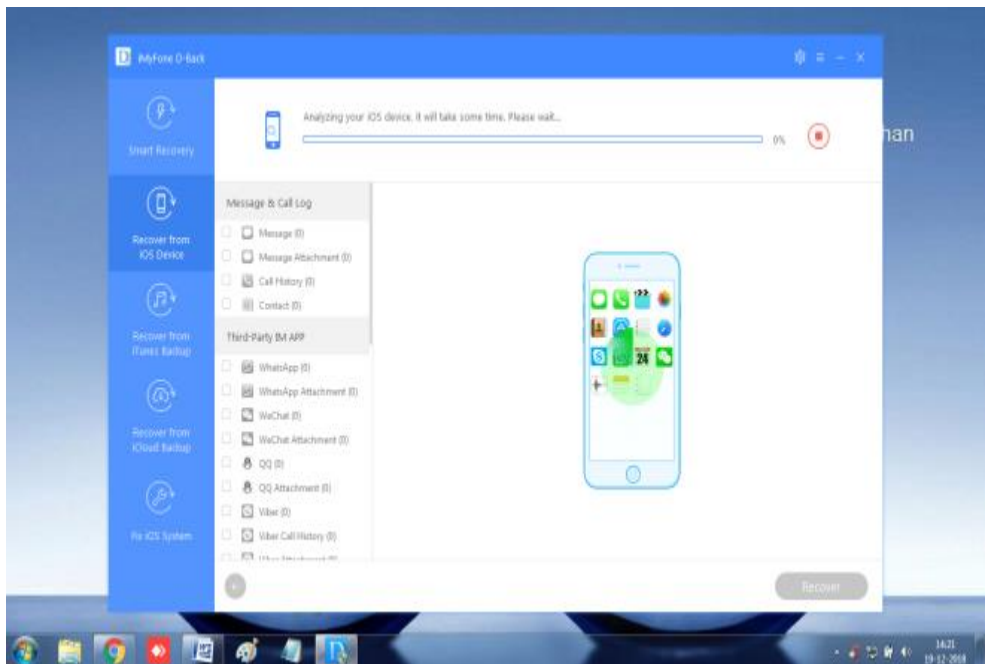 iMyFone D-Back
Smart Recovery
Recover from
iOS Device
Recover from
iTunes Backup
Recover from
iCloud Backup
Fix iOS System
Analyzing your iOS device, it will take some time. Please wait...
0%
Message & Call Log
Message (0)
Message Attachment (0)
Call History (0)
Contact (0)
Third-Party IM APP
WhatsApp (0)
WhatsApp Attachment (0)
WeChat (0)
WeChat Attachment (0)
QQ (0)
QQ Attachment (0)
Viber (0)
Viber Call History (0)
24
Recover
han
14:21
19-12-2018